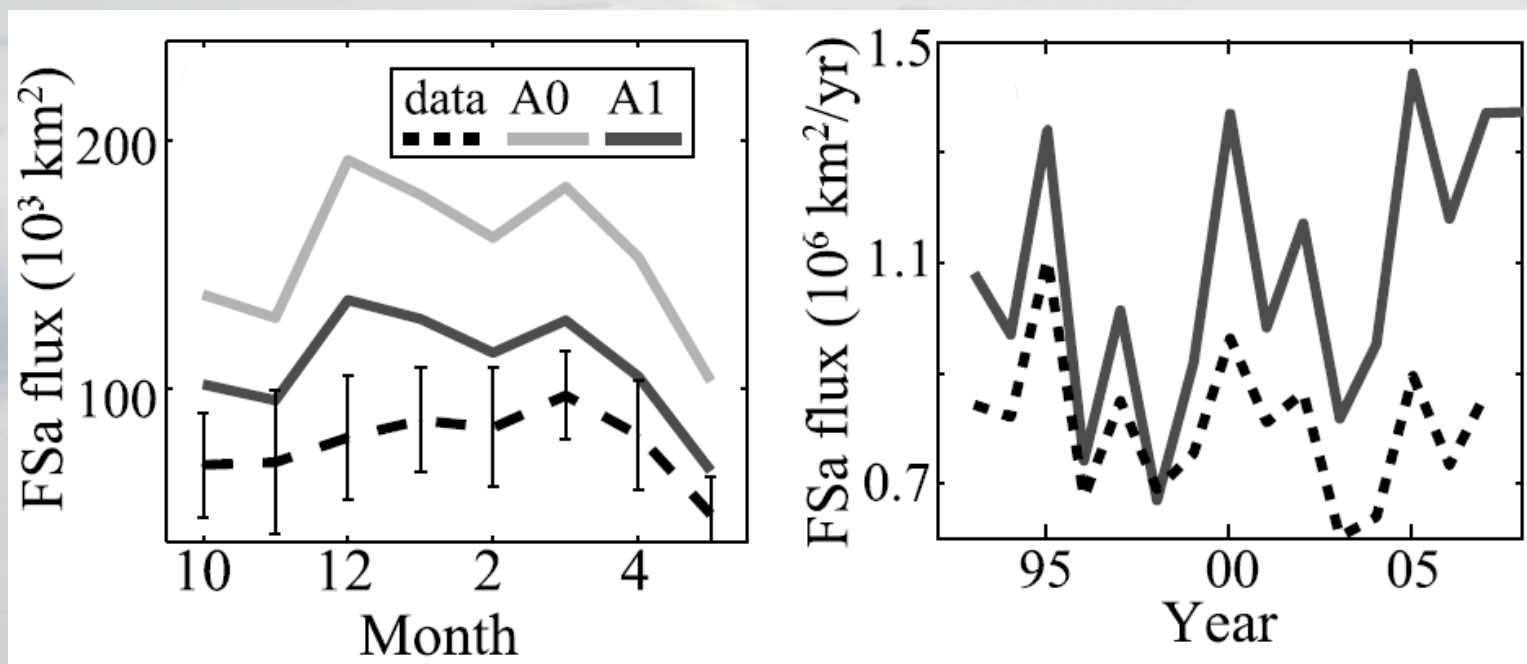 FSa flux (10³ km²)
200
100
data A0 A1
10 12 2 4
Month
FSa flux (10⁶ km²/yr)
1.5
1.1
0.7
95 00 05
Year